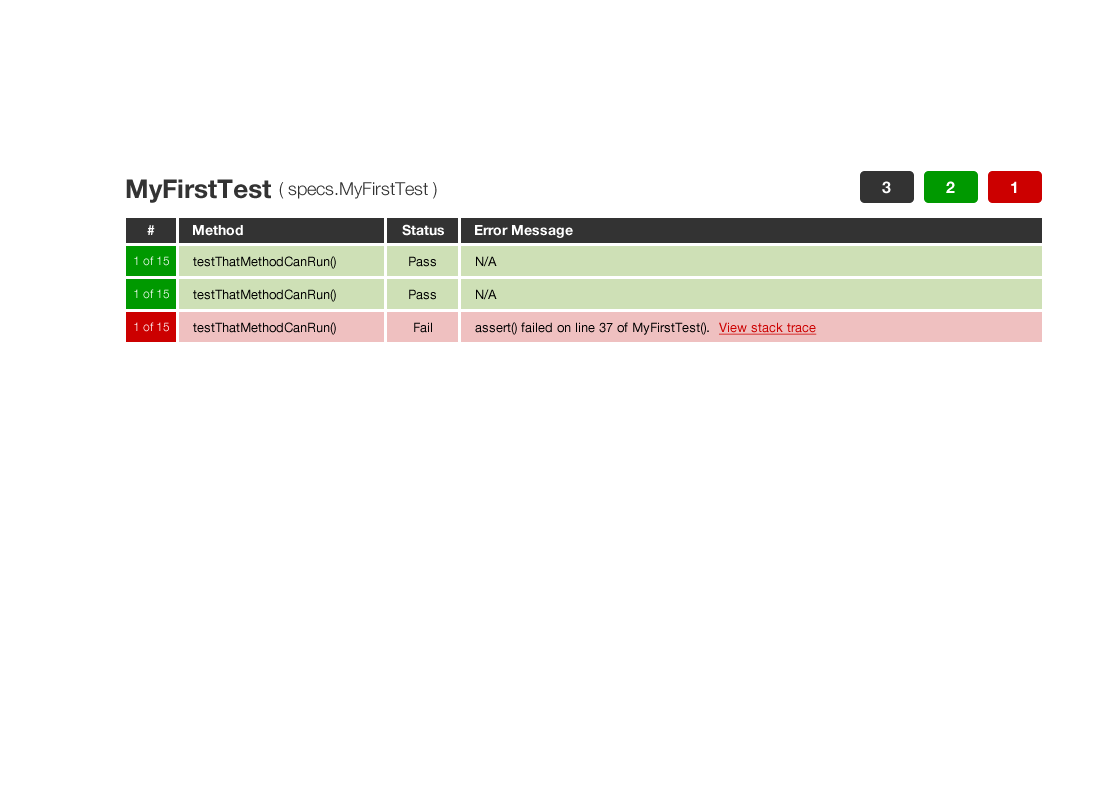 MyFirstTest ( specs.MyFirstTest ) 3 2 1
# Method Status Error Message
1 of 15 testThatMethodCanRun() Pass N/A
1 of 15 testThatMethodCanRun() Pass N/A
1 of 15 testThatMethodCanRun() Fail assert() failed on line 37 of MyFirstTest(). View stack trace